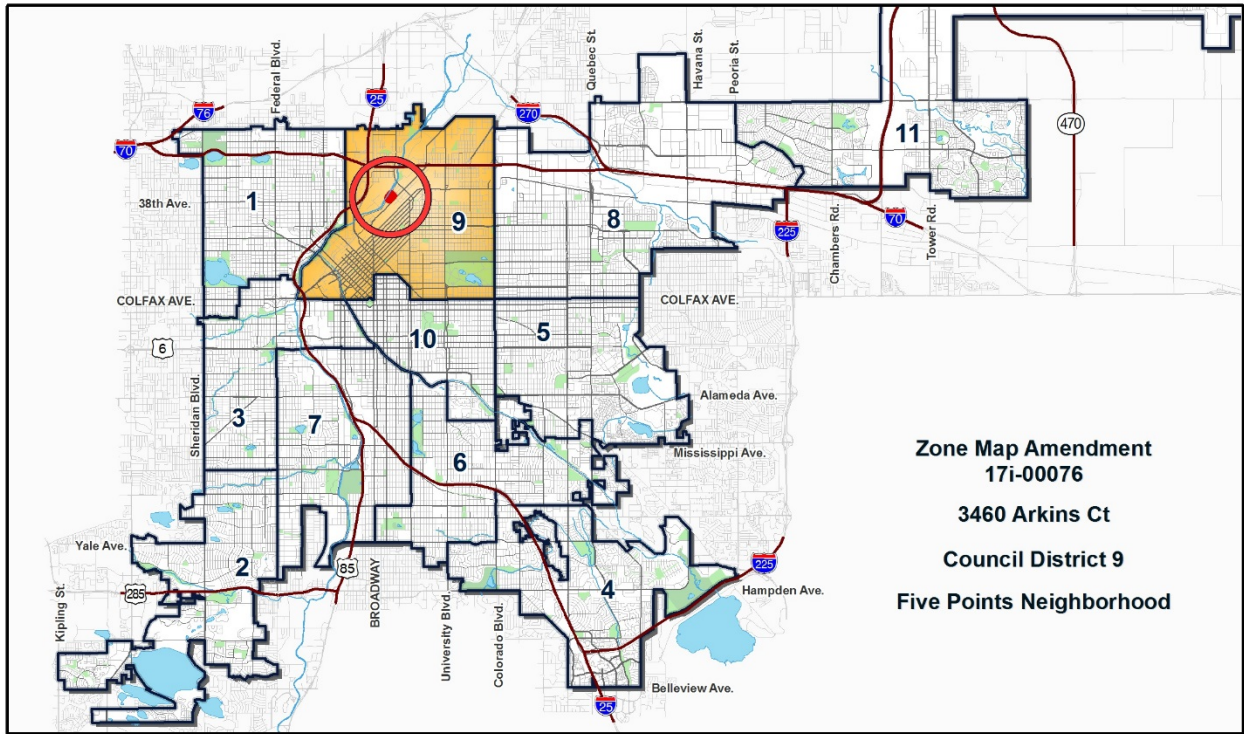 Federal Blvd.
Quebec St.
Havana St.
Peoria St.
25
76
270
70
470
11
1
38th Ave.
9
8
225
Chambers Rd.
70
Tower Rd.
COLFAX AVE.
COLFAX AVE.
5
10
6
Sheridan Blvd.
Alameda Ave.
3
7
Mississippi Ave.
6
Zone Map Amendment
17i-00076
3460 Arkins Ct
Council District 9
Five Points Neighborhood
Yale Ave.
2
85
225
285
BROADWAY
4
Hampden Ave.
Kipling St.
University Blvd.
Colorado Blvd.
Belleview Ave.
25